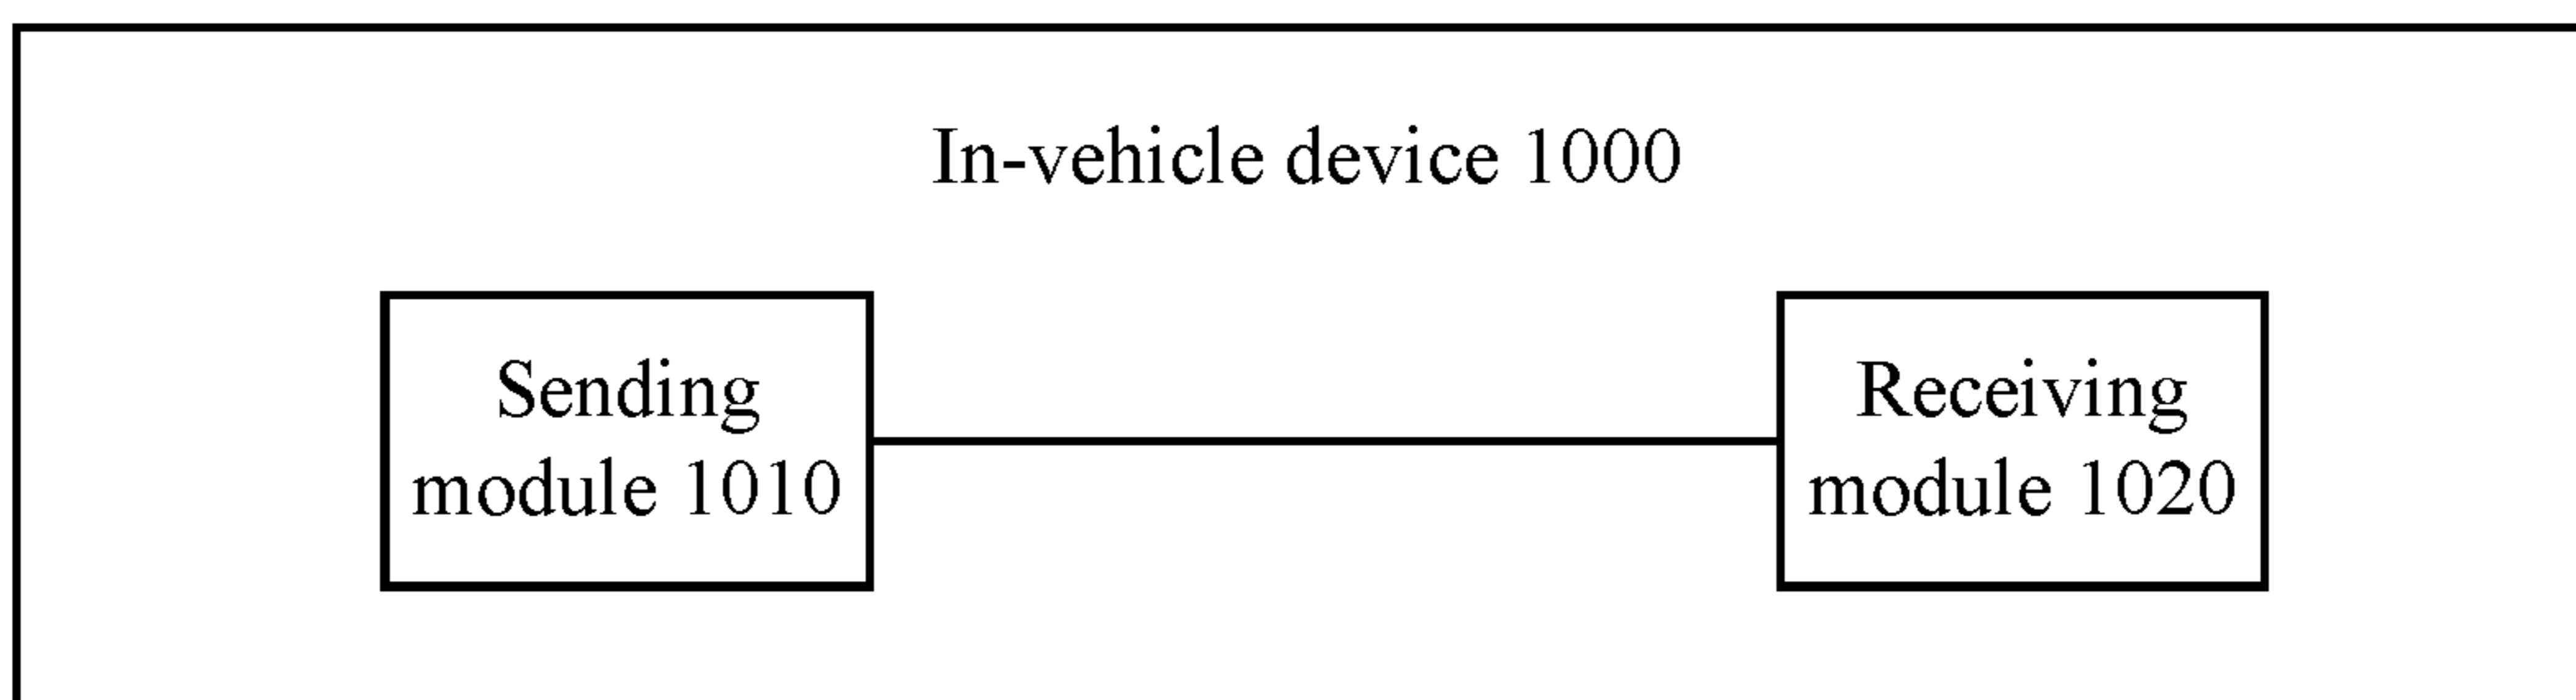 In-vehicle device 1000
Sending
module 1010
Receiving
module 1020